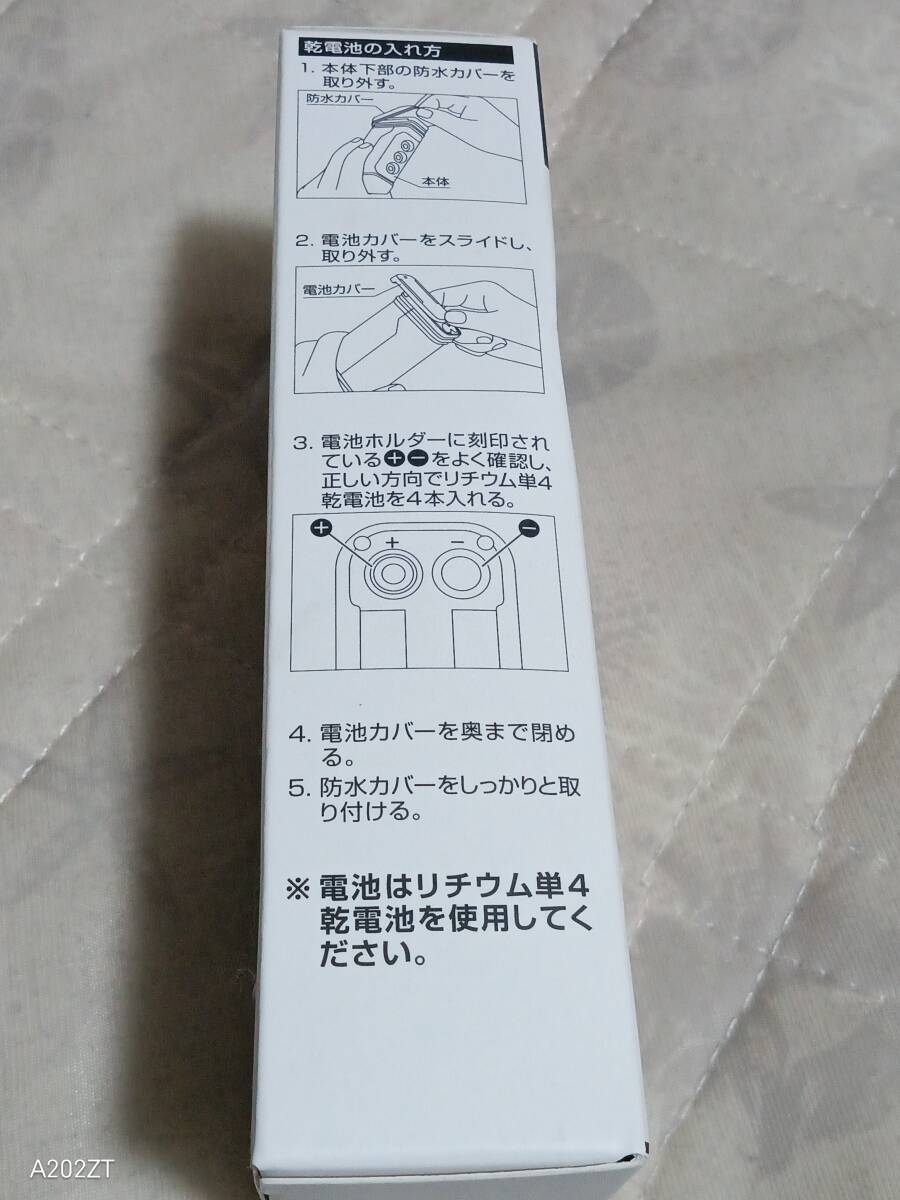 乾電池の入れ方
1. 本体下部の防水カバーを
取り外す。
防水カバー
本体
2. 電池カバーをスライドし、
取り外す。
電池カバー
3. 電池ホルダーに刻印され
ている⊕⊖をよく確認し、
正しい方向でリチウム単4
乾電池を4本入れる。
⊕ + − ⊖
4. 電池カバーを奥まで閉め
る。
5. 防水カバーをしっかりと取
り付ける。
※ 電池はリチウム単4
乾電池を使用してく
ださい。
A202ZT